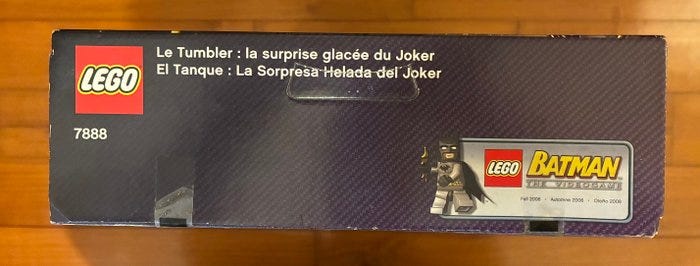 LEGO
Le Tumbler : la surprise glacée du Joker
El Tanque : La Sorpresa Helada del Joker
7888
LEGO BATMAN
THE VIDEOGAME
Fall 2008 • Automne 2008 • Otoño 2008